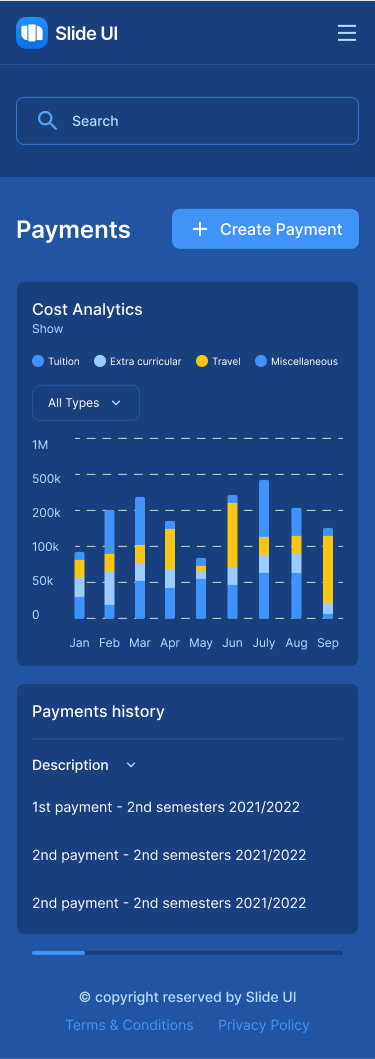 Slide UI
Search
Payments
Create Payment
Cost Analytics
Show
Tuition Extra curricular Travel Miscellaneous
All Types
1M
500k
200k
100k
50k
0
Jan Feb Mar Apr May Jun July Aug Sep
Payments history
Description
1st payment - 2nd semesters 2021/2022
2nd payment - 2nd semesters 2021/2022
2nd payment - 2nd semesters 2021/2022
© copyright reserved by Slide UI
Terms & Conditions Privacy Policy